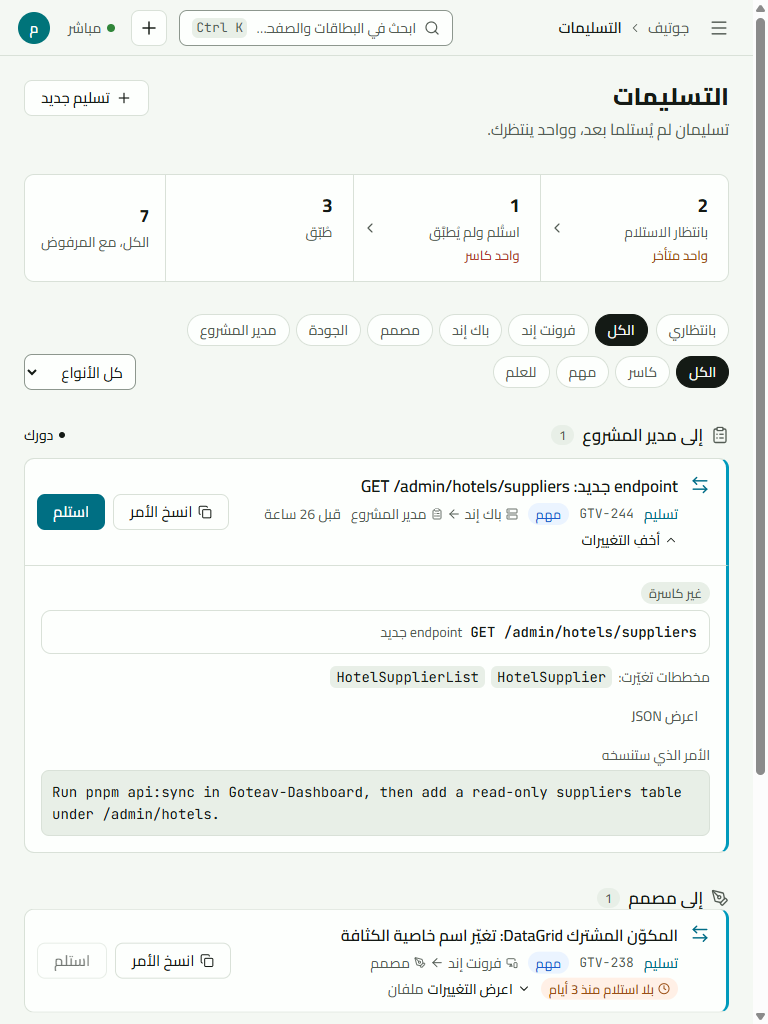 جوتيف
التسليمات
ابحث في البطاقات والصفح...
Ctrl K
مباشر
م
التسليمات
تسليم جديد
تسليمان لم يُستلما بعد، وواحد ينتظرك.
2
بانتظار الاستلام
واحد متأخر
1
استُلم ولم يُطبَّق
واحد كاسر
3
طُبّق
7
الكل، مع المرفوض
بانتظاري
الكل
فرونت إند
باك إند
مصمم
الجودة
مدير المشروع
الكل
كاسر
مهم
للعلم
كل الأنواع
إلى مدير المشروع 1
دورك
endpoint جديد: GET /admin/hotels/suppliers
تسليم GTV-244 مهم باك إند ← مدير المشروع قبل 26 ساعة
أخفِ التغييرات
انسخ الأمر
استلم
غير كاسرة
GET /admin/hotels/suppliers endpoint جديد
مخططات تغيّرت: HotelSupplier HotelSupplierList
اعرض JSON
الأمر الذي ستنسخه
Run pnpm api:sync in Goteav-Dashboard, then add a read-only suppliers table
under /admin/hotels.
إلى مصمم 1
المكوّن المشترك DataGrid: تغيّر اسم خاصية الكثافة
تسليم GTV-238 مهم فرونت إند ← مصمم
بلا استلام منذ 3 أيام
اعرض التغييرات ملفان
انسخ الأمر
استلم